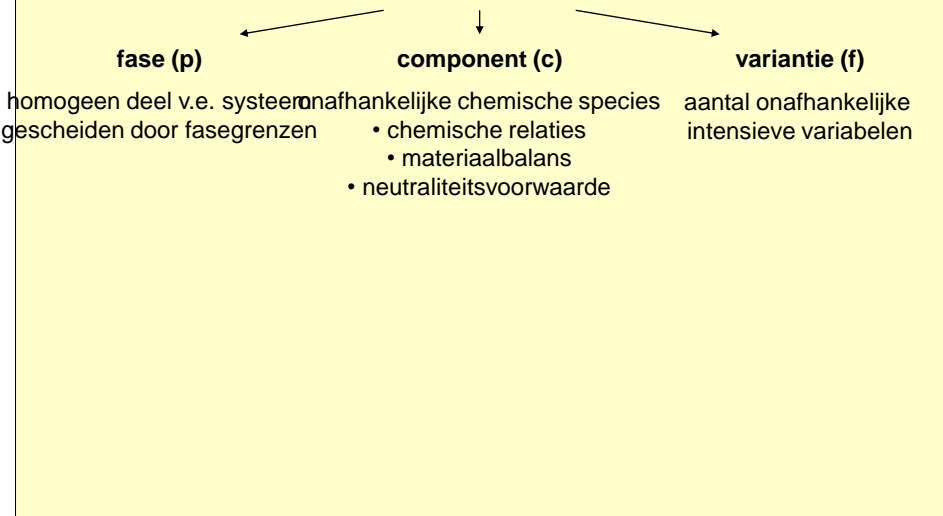 fase (p)
homogeen deel v.e. systeem
gescheiden door fasegrenzen
component (c)
onafhankelijke chemische species
• chemische relaties
• materiaalbalans
• neutraliteitsvoorwaarde
variantie (f)
aantal onafhankelijke
intensieve variabelen